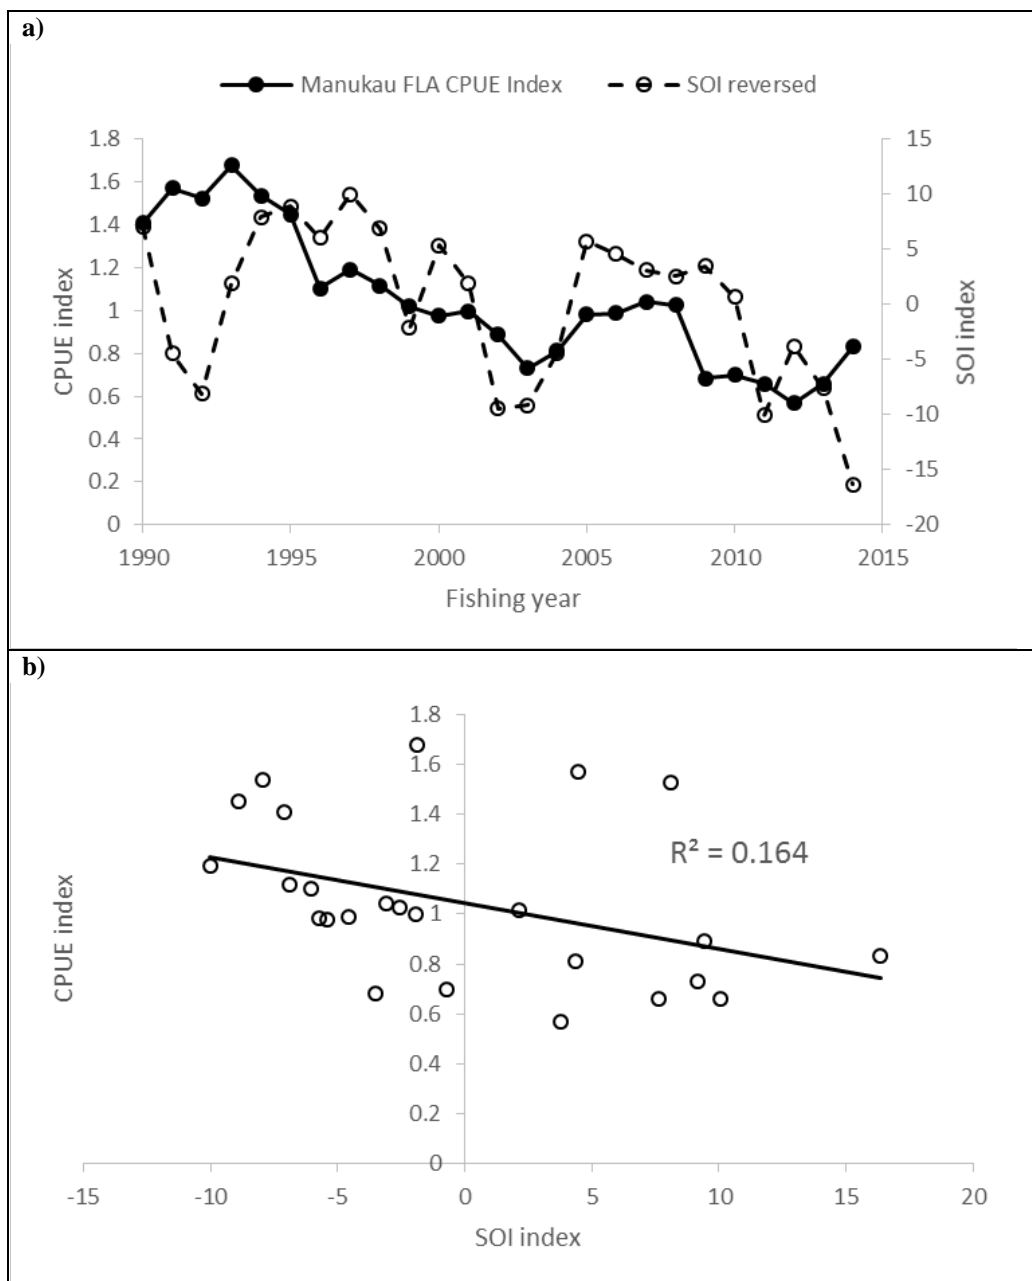 a)
Manukau FLA CPUE Index SOI reversed
1.8 15
1.6 10
1.4 5
1.2 0
1 -5
0.8 -10
0.6 -15
0.4 -20
0.2
0
CPUE index
SOI index
1990 1995 2000 2005 2010 2015
Fishing year
b)
1.8
1.6
1.4
1.2
1
0.8
0.6
0.4
0.2
0
R² = 0.164
CPUE index
-15 -10 -5 0 5 10 15 20
SOI index